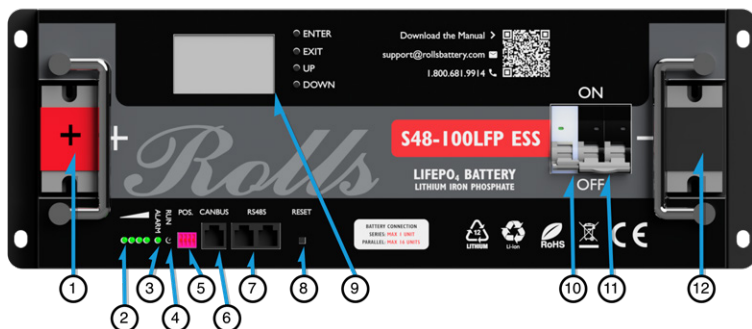 ENTER
EXIT
UP
DOWN
Download the Manual >
support@rollsbattery.com
1.800.681.9914
ON
+
+
S48-100LFP ESS
-
Rolls
LIFEPO₄ BATTERY
LITHIUM IRON PHOSPHATE
OFF
ALARM
RUN
POS.
CANBUS
RS485
RESET
BATTERY CONNECTION
SERIES: MAX 1 UNIT
PARALLEL: MAX 16 UNITS
12
LITHIUM
Li-ion
RoHS
CE
1
2
3
4
5
6
7
8
9
10
11
12